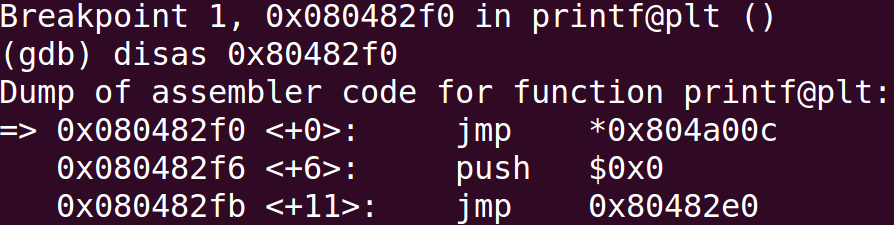 Breakpoint 1, 0x080482f0 in printf@plt ()
(gdb) disas 0x80482f0
Dump of assembler code for function printf@plt:
=> 0x080482f0 <+0>:     jmp    *0x804a00c
   0x080482f6 <+6>:     push   $0x0
   0x080482fb <+11>:    jmp    0x80482e0